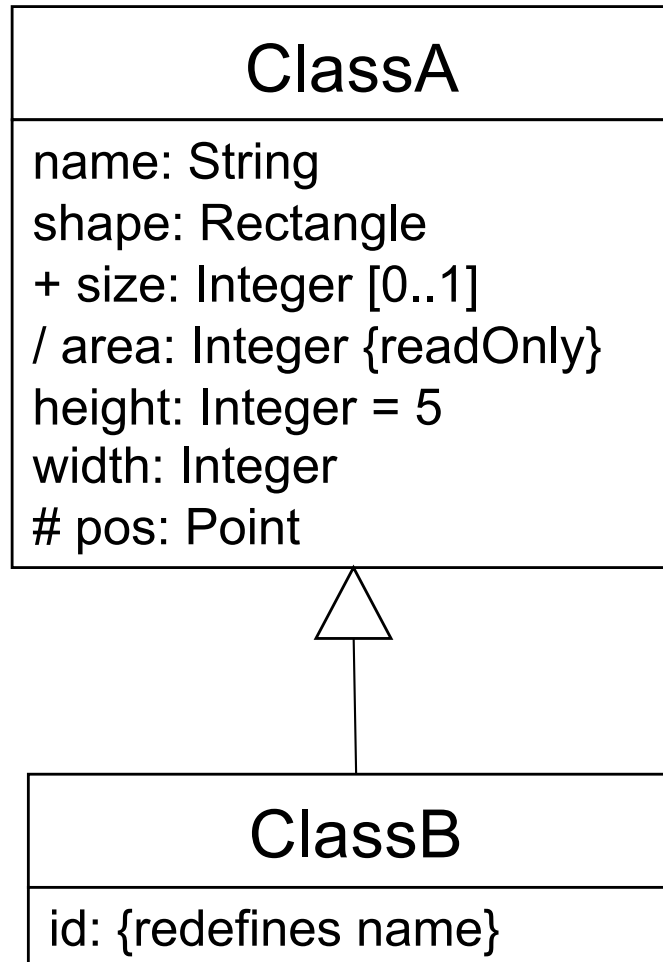 ClassA
name: String
shape: Rectangle
+ size: Integer [0..1]
/ area: Integer {readOnly}
height: Integer = 5
width: Integer
# pos: Point
ClassB
id: {redefines name}